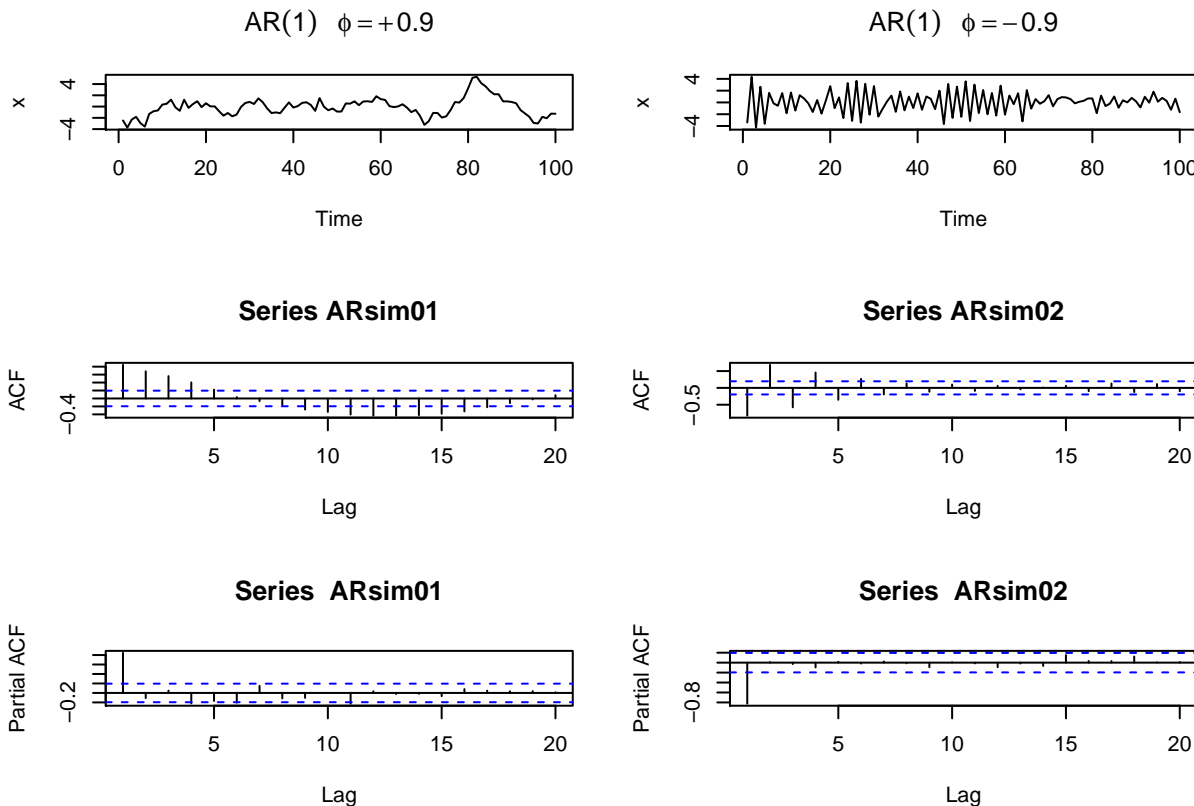 AR(1) ϕ = +0.9
x
4
−4
0 20 40 60 80 100
Time
AR(1) ϕ = −0.9
x
4
−4
0 20 40 60 80 100
Time
Series ARsim01
ACF
−0.4
5 10 15 20
Lag
Series ARsim02
ACF
−0.5
5 10 15 20
Lag
Series ARsim01
Partial ACF
−0.2
5 10 15 20
Lag
Series ARsim02
Partial ACF
−0.8
5 10 15 20
Lag